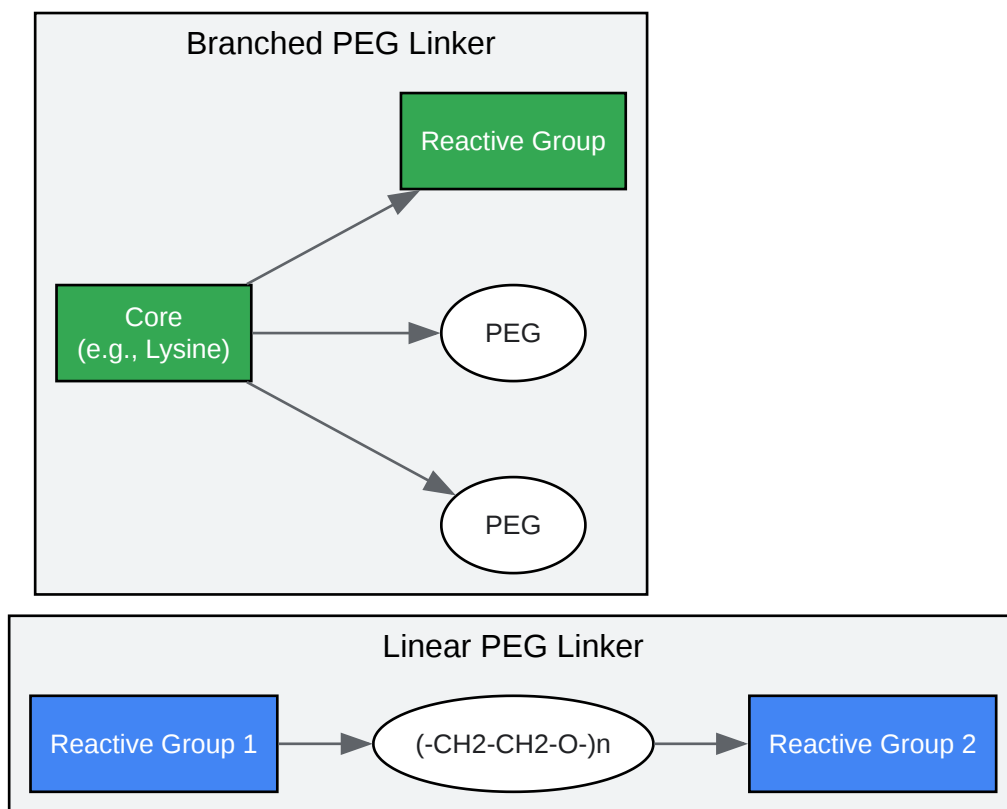 Branched PEG Linker
Reactive Group
Core
(e.g., Lysine)
PEG
PEG
Linear PEG Linker
Reactive Group 1
(-CH2-CH2-O-)n
Reactive Group 2